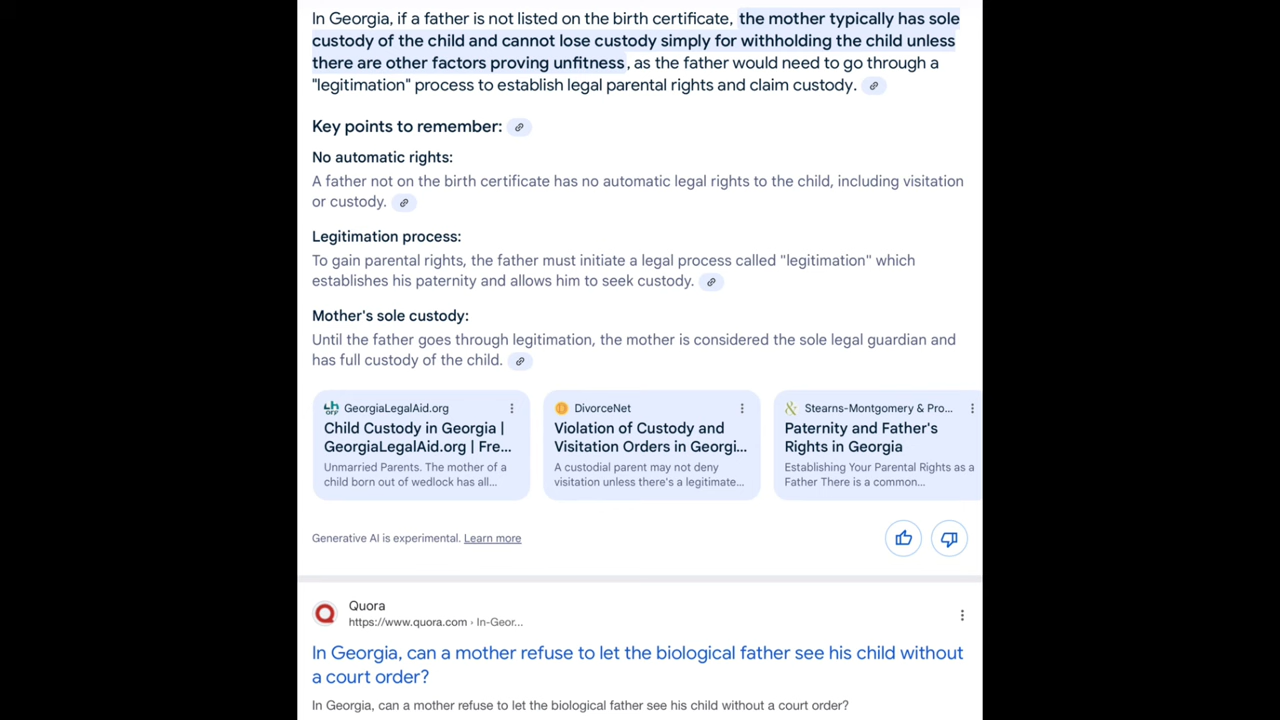 In Georgia, if a father is not listed on the birth certificate, the mother typically has sole
custody of the child and cannot lose custody simply for withholding the child unless
there are other factors proving unfitness, as the father would need to go through a
"legitimation" process to establish legal parental rights and claim custody.
Key points to remember:
No automatic rights:
A father not on the birth certificate has no automatic legal rights to the child, including visitation
or custody.
Legitimation process:
To gain parental rights, the father must initiate a legal process called "legitimation" which
establishes his paternity and allows him to seek custody.
Mother's sole custody:
Until the father goes through legitimation, the mother is considered the sole legal guardian and
has full custody of the child.
GeorgiaLegalAid.org
Child Custody in Georgia |
GeorgiaLegalAid.org | Fre...
Unmarried Parents. The mother of a
child born out of wedlock has all...
DivorceNet
Violation of Custody and
Visitation Orders in Georgi...
A custodial parent may not deny
visitation unless there's a legitimate...
Stearns-Montgomery & Pro...
Paternity and Father's
Rights in Georgia
Establishing Your Parental Rights as a
Father There is a common...
Generative AI is experimental. Learn more
Quora
https://www.quora.com › In-Geor...
In Georgia, can a mother refuse to let the biological father see his child without
a court order?
In Georgia, can a mother refuse to let the biological father see his child without a court order?